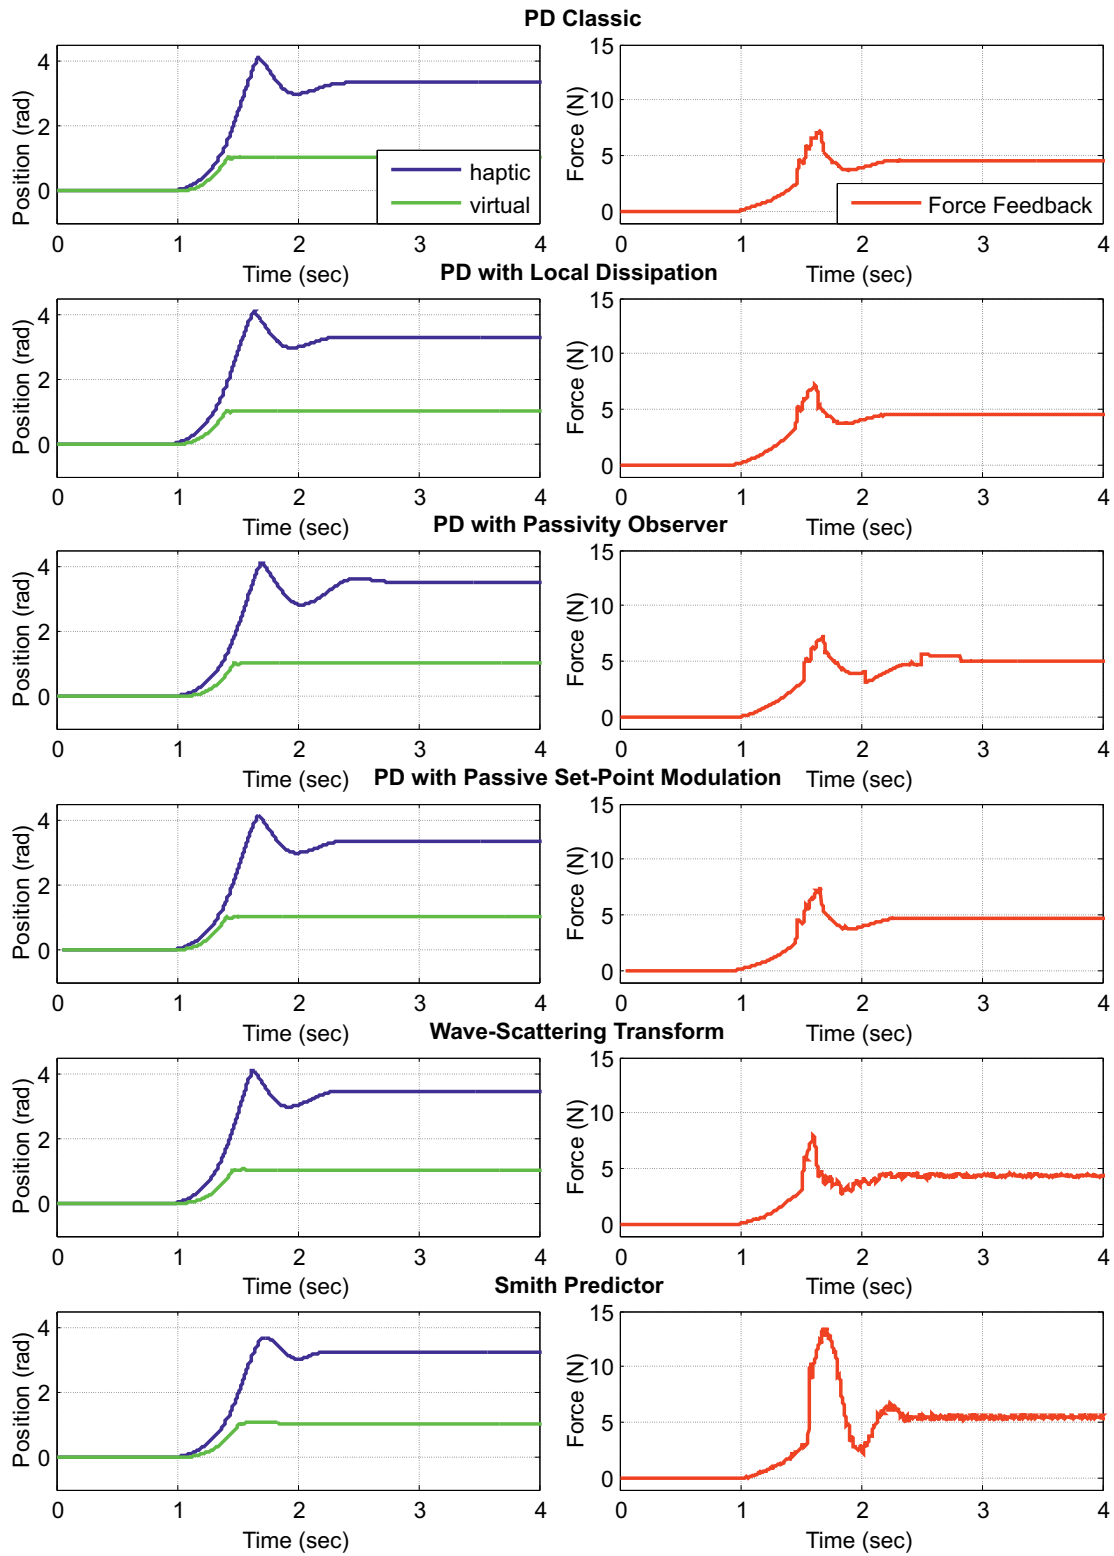 PD Classic
4
2
0
Position (rad)
haptic
virtual
0 1 2 3 4
Time (sec)
15
10
5
0
Force (N)
Force Feedback
0 1 2 3 4
Time (sec)
PD with Local Dissipation
4
2
0
Position (rad)
0 1 2 3 4
Time (sec)
15
10
5
0
Force (N)
0 1 2 3 4
Time (sec)
PD with Passivity Observer
4
2
0
Position (rad)
0 1 2 3 4
Time (sec)
15
10
5
0
Force (N)
0 1 2 3 4
Time (sec)
PD with Passive Set-Point Modulation
4
2
0
Position (rad)
0 1 2 3 4
Time (sec)
15
10
5
0
Force (N)
0 1 2 3 4
Time (sec)
Wave-Scattering Transform
4
2
0
Position (rad)
0 1 2 3 4
Time (sec)
15
10
5
0
Force (N)
0 1 2 3 4
Time (sec)
Smith Predictor
4
2
0
Position (rad)
0 1 2 3 4
Time (sec)
15
10
5
0
Force (N)
0 1 2 3 4
Time (sec)